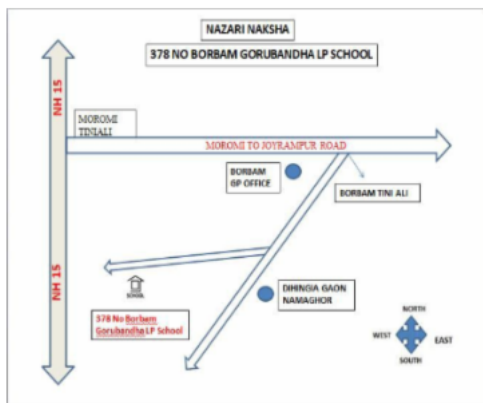 NAZARI NAKSHA
378 NO BORBAM GORUBANDHA LP SCHOOL
NH 15
MOROMI
TINIALI
MOROMI TO JOYRAMPUR ROAD
BORBAM
GP OFFICE
BORBAM TINI ALI
SCHOOL
NH 15
378 No Borbam
Gorubandha LP School
DIHINGIA GAON
NAMAGHOR
NORTH
WEST
EAST
SOUTH